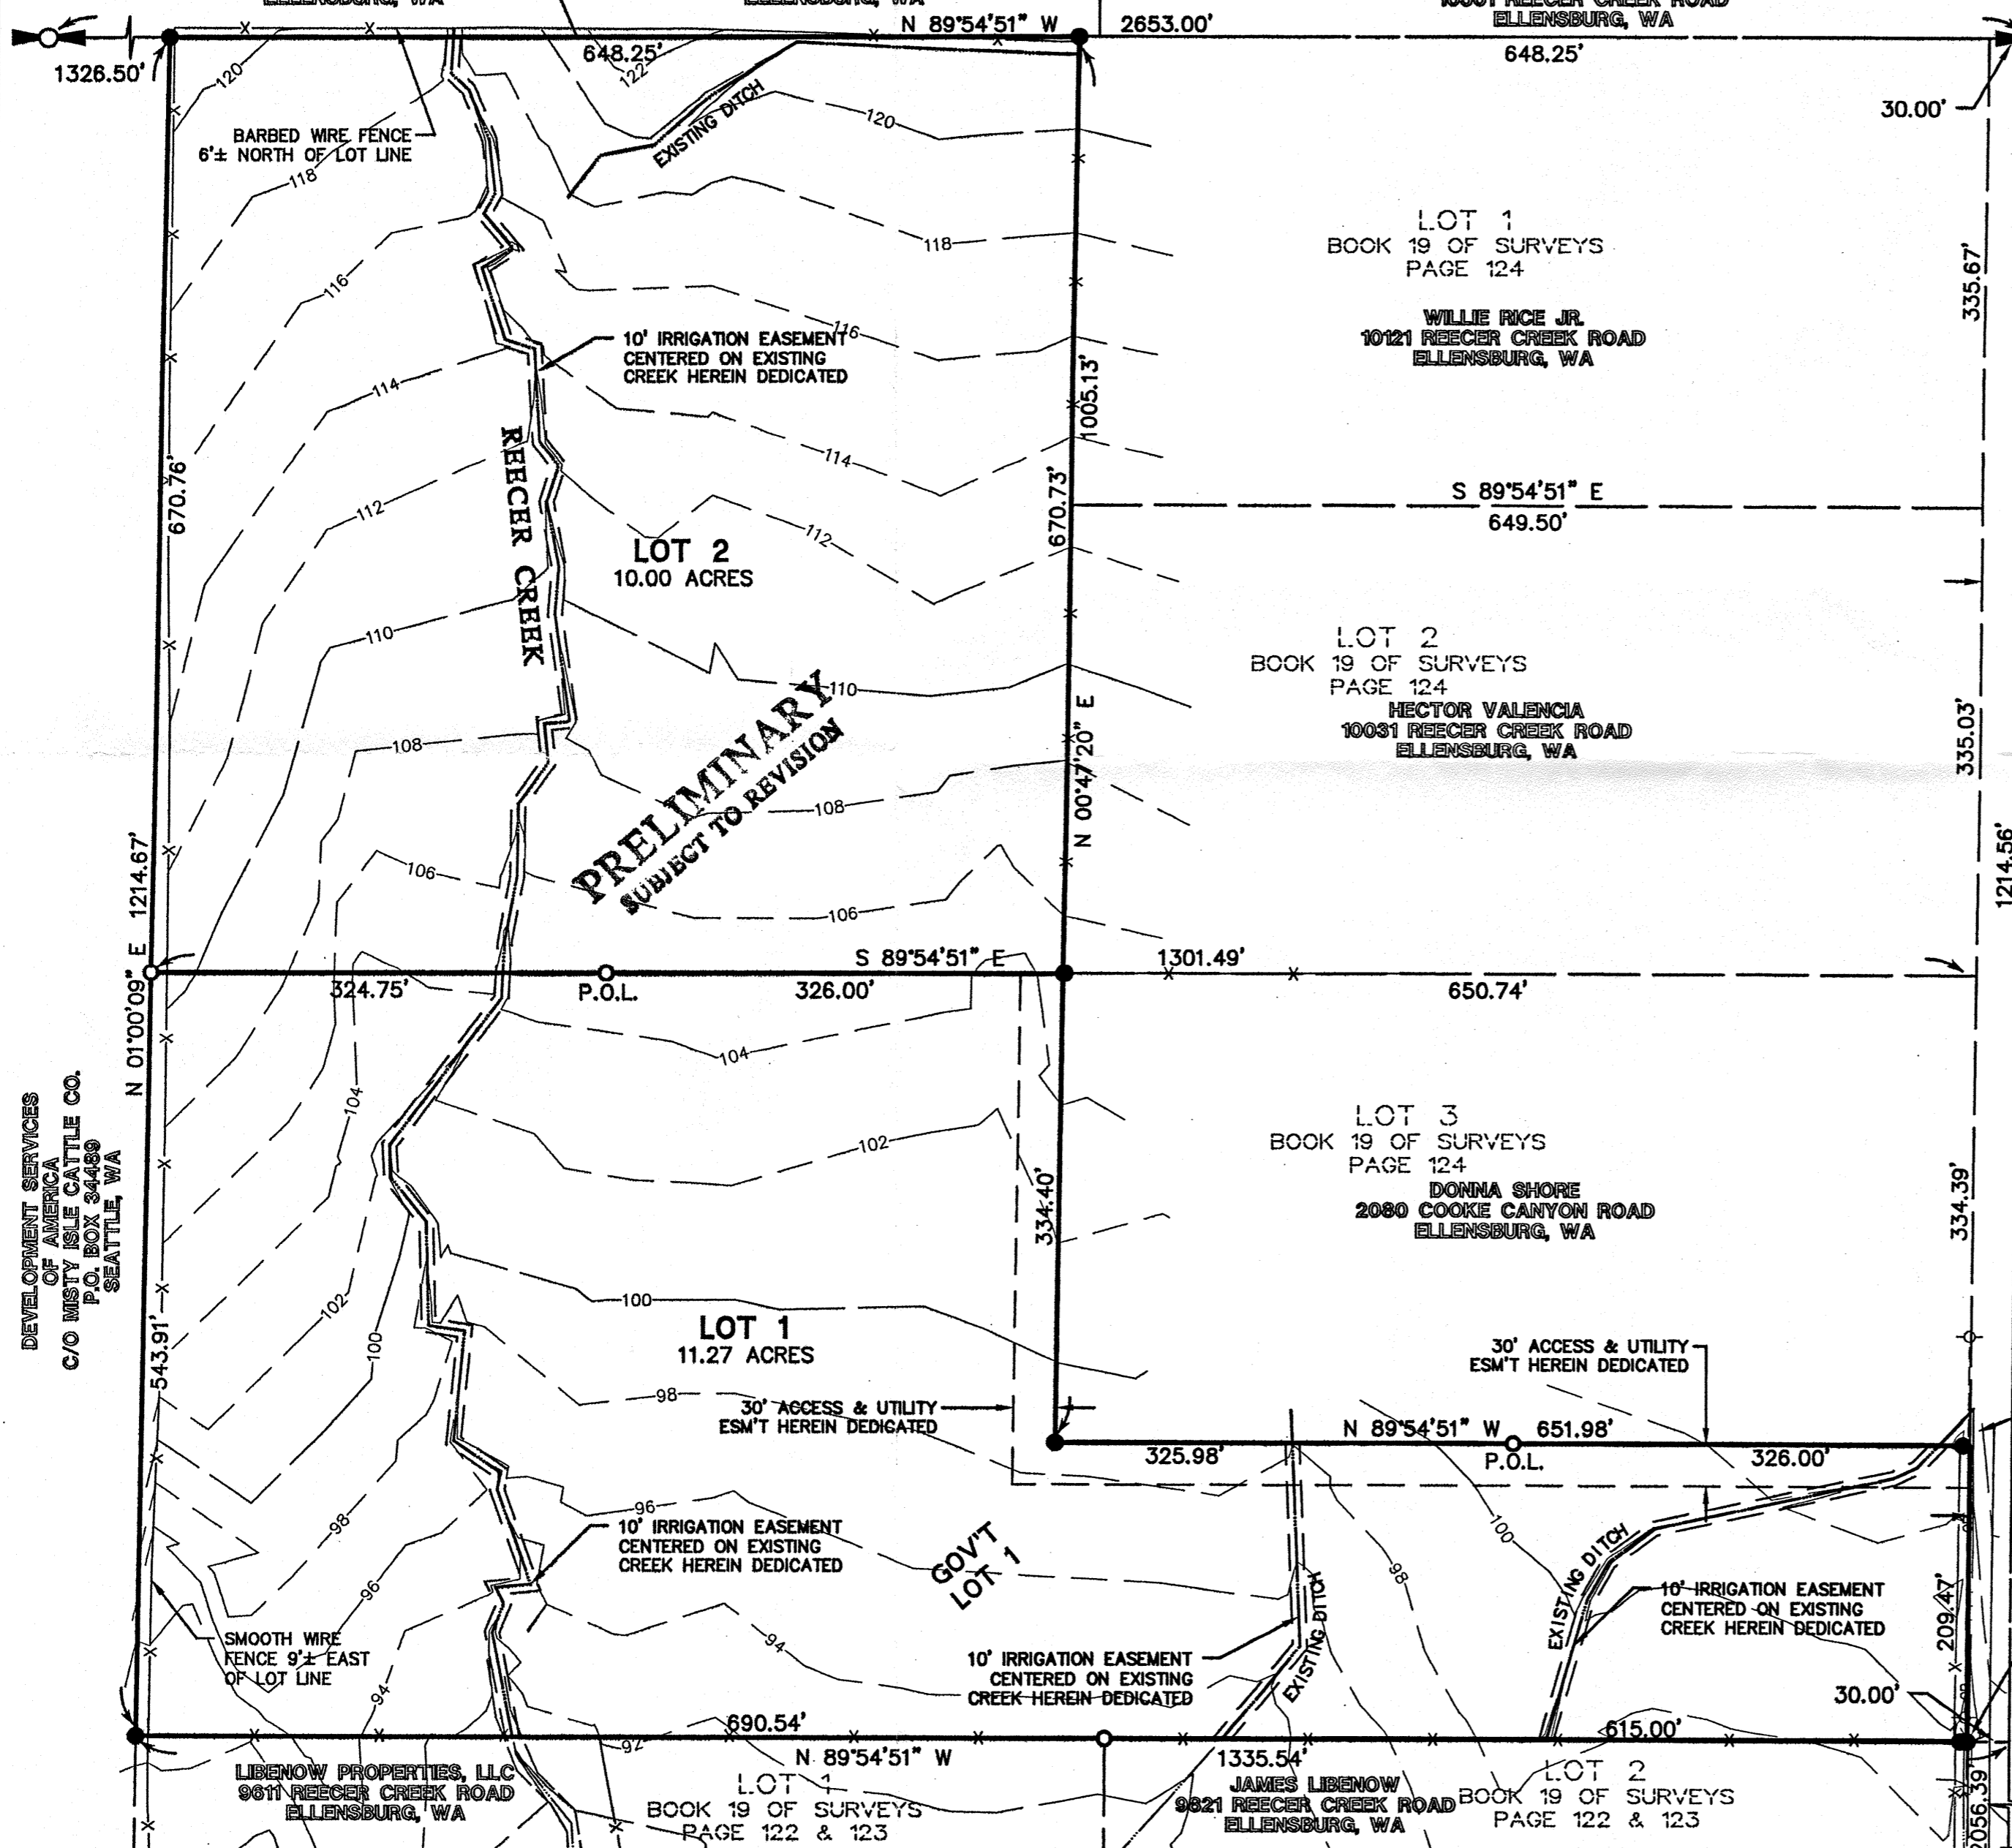 ELLENSBURG, WA
ELLENSBURG, WA
10301 REECER CREEK ROAD
ELLENSBURG, WA
N 89°54'51" W 2653.00'
1326.50'
648.25'
648.25'
30.00'
120
122
EXISTING DITCH
120
BARBED WIRE FENCE
6'± NORTH OF LOT LINE
118
118
116
116
LOT 1
BOOK 19 OF SURVEYS
PAGE 124
WILLIE RICE JR.
10121 REECER CREEK ROAD
ELLENSBURG, WA
335.67'
10' IRRIGATION EASEMENT
CENTERED ON EXISTING
CREEK HEREIN DEDICATED
1005.13'
114
114
REECER CREEK
670.76'
670.73'
S 89°54'51" E
649.50'
112
112
LOT 2
10.00 ACRES
110
110
LOT 2
BOOK 19 OF SURVEYS
PAGE 124
HECTOR VALENCIA
10031 REECER CREEK ROAD
ELLENSBURG, WA
335.03'
PRELIMINARY
SUBJECT TO REVISION
N 00°47'20" E
108
108
106
106
1214.67'
1214.56'
N 01°00'09" E
S 89°54'51" E 1301.49'
324.75'
P.O.L.
326.00'
650.74'
104
104
DEVELOPMENT SERVICES
OF AMERICA
C/O MISTY ISLE CATTLE CO.
P.O. BOX 34489
SEATTLE, WA
102
102
334.40'
LOT 3
BOOK 19 OF SURVEYS
PAGE 124
DONNA SHORE
2080 COOKE CANYON ROAD
ELLENSBURG, WA
334.39'
100
100
543.91'
LOT 1
11.27 ACRES
98
30' ACCESS & UTILITY
ESM'T HEREIN DEDICATED
30' ACCESS & UTILITY
ESM'T HEREIN DEDICATED
N 89°54'51" W 651.98'
325.98'
P.O.L.
326.00'
96
98
96
10' IRRIGATION EASEMENT
CENTERED ON EXISTING
CREEK HEREIN DEDICATED
GOV'T
LOT 1
100
98
EXISTING DITCH
EXISTING DITCH
10' IRRIGATION EASEMENT
CENTERED ON EXISTING
CREEK HEREIN DEDICATED
209.47'
SMOOTH WIRE
FENCE 9'± EAST
OF LOT LINE
94
94
10' IRRIGATION EASEMENT
CENTERED ON EXISTING
CREEK HEREIN DEDICATED
30.00'
690.54'
92
615.00'
N 89°54'51" W
1335.54'
LIBENOW PROPERTIES, LLC
9611 REECER CREEK ROAD
ELLENSBURG, WA
LOT 1
BOOK 19 OF SURVEYS
PAGE 122 & 123
JAMES LIBENOW
9821 REECER CREEK ROAD
ELLENSBURG, WA
LOT 2
BOOK 19 OF SURVEYS
PAGE 122 & 123
2056.39'